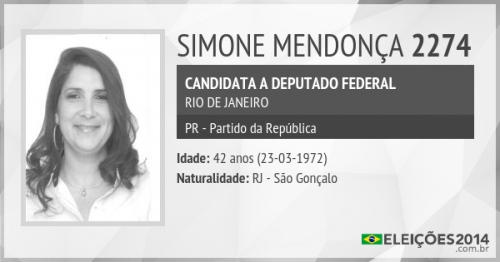 SIMONE MENDONÇA 2274
CANDIDATA A DEPUTADO FEDERAL
RIO DE JANEIRO
PR - Partido da República
Idade: 42 anos (23-03-1972)
Naturalidade: RJ - São Gonçalo
ELEIÇÕES2014
.com.br